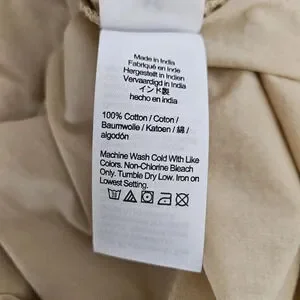 Made in India
Fabriqué en Inde
Hergestellt in Indien
Vervaardigd in India
インド製
hecho en india
100% Cotton / Coton /
Baumwolle / Katoen / 綿 /
algodón
Machine Wash Cold With Like
Colors. Non-Chlorine Bleach
Only. Tumble Dry Low. Iron on
Lowest Setting.